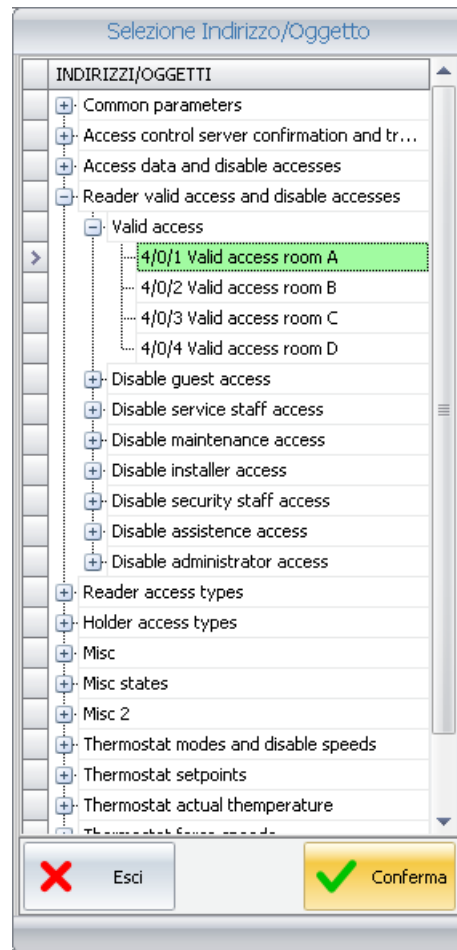 Selezione Indirizzo/Oggetto
INDIRIZZI/OGGETTI
Common parameters
Access control server confirmation and tr...
Access data and disable accesses
Reader valid access and disable accesses
Valid access
4/0/1 Valid access room A
4/0/2 Valid access room B
4/0/3 Valid access room C
4/0/4 Valid access room D
Disable guest access
Disable service staff access
Disable maintenance access
Disable installer access
Disable security staff access
Disable assistence access
Disable administrator access
Reader access types
Holder access types
Misc
Misc states
Misc 2
Thermostat modes and disable speeds
Thermostat setpoints
Thermostat actual themperature
Thermostat force speeds
Esci
Conferma